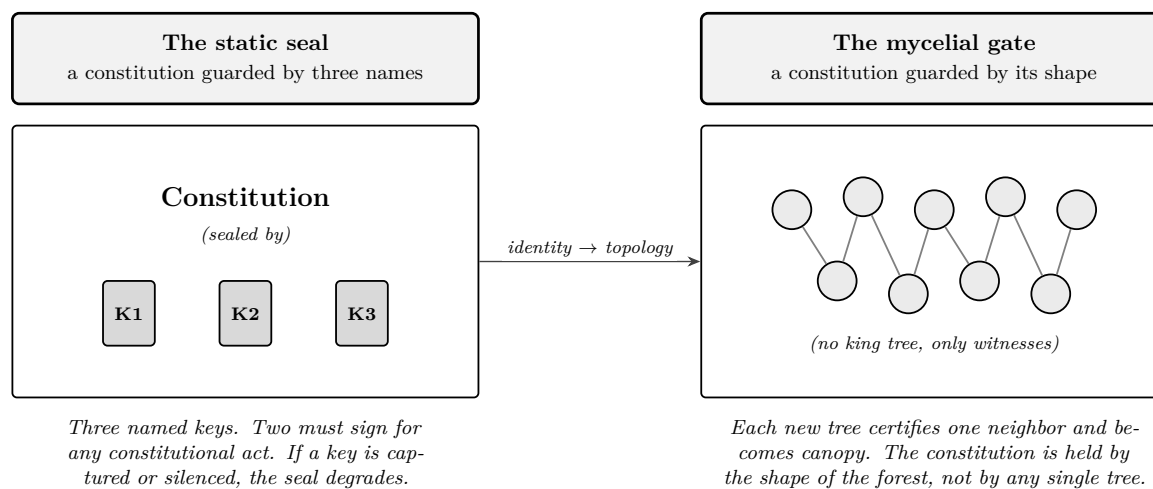 The static seal
a constitution guarded by three names
The mycelial gate
a constitution guarded by its shape
Constitution
(sealed by)
K1
K2
K3
identity → topology
(no king tree, only witnesses)
Three named keys. Two must sign for
any constitutional act. If a key is cap-
tured or silenced, the seal degrades.
Each new tree certifies one neighbor and be-
comes canopy. The constitution is held by
the shape of the forest, not by any single tree.